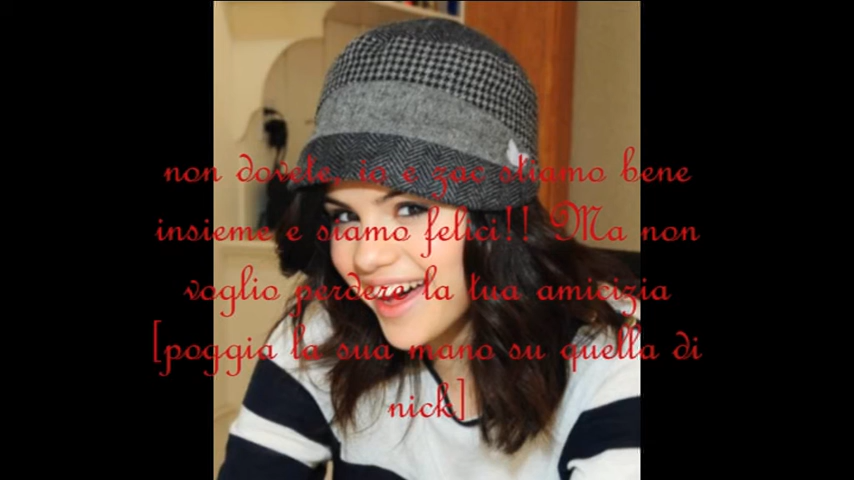 non dovete, io e zac stiamo bene
insieme e siamo felici!! Ma non
voglio perdere la tua amicizia
[poggia la sua mano su quella di
nick]